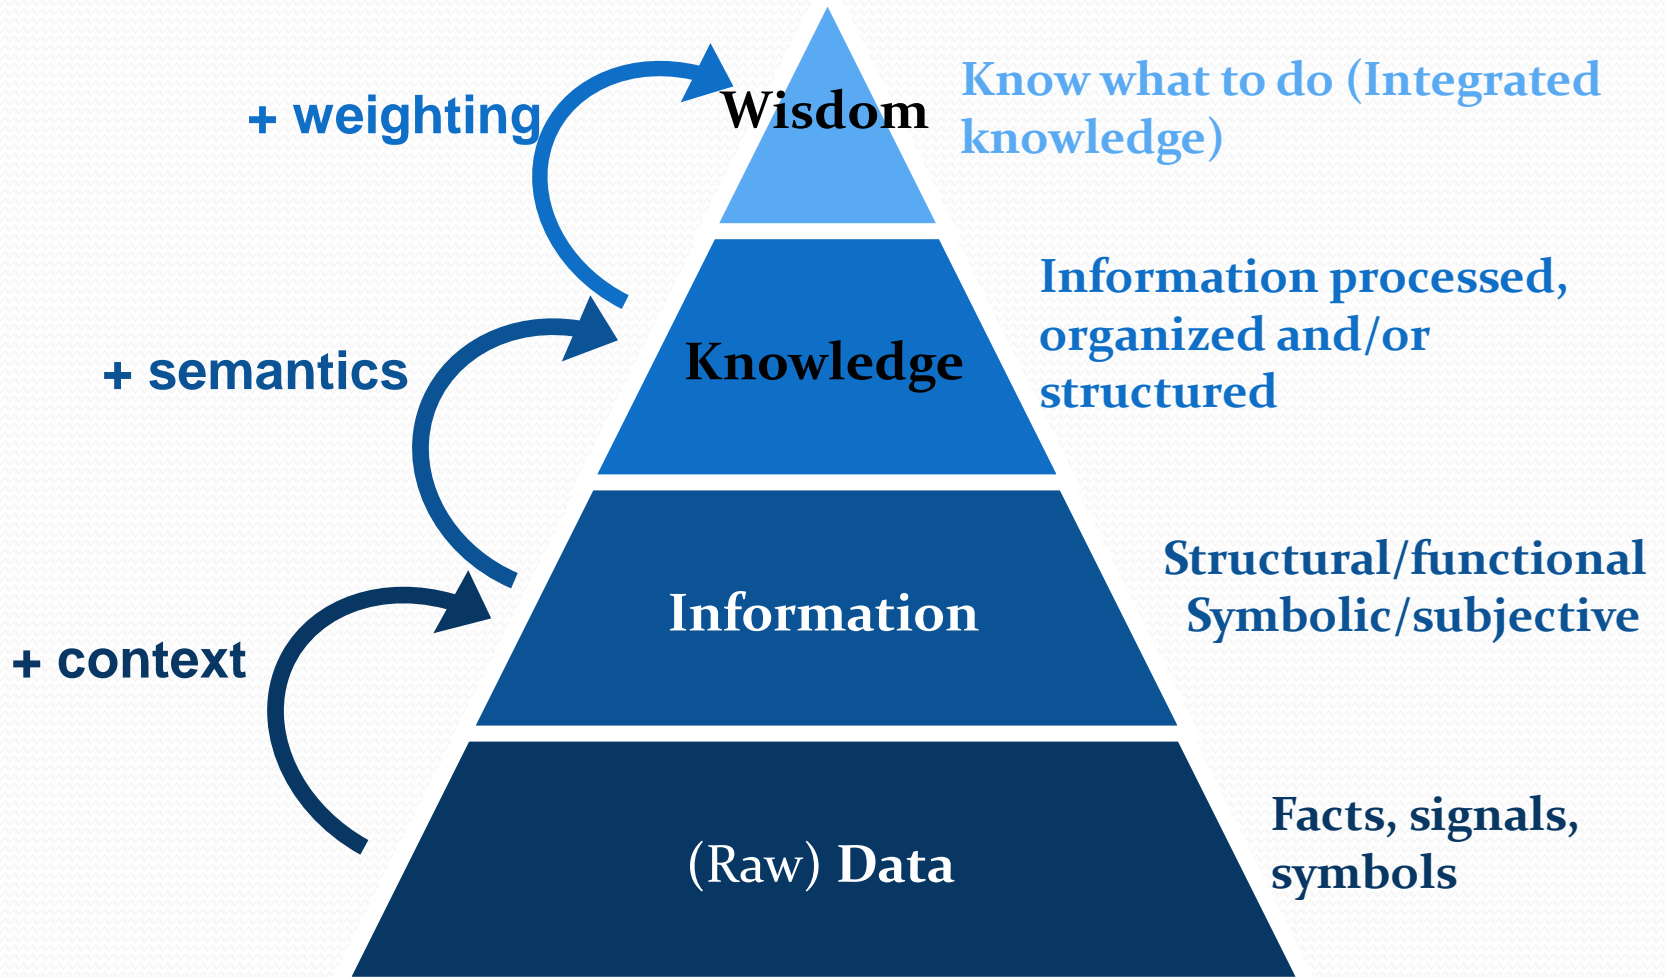 Know what to do (Integrated
knowledge)
+ weighting
Wisdom
Information processed,
organized and/or
structured
+ semantics
Knowledge
Structural/functional
Symbolic/subjective
Information
+ context
Facts, signals,
symbols
(Raw) Data